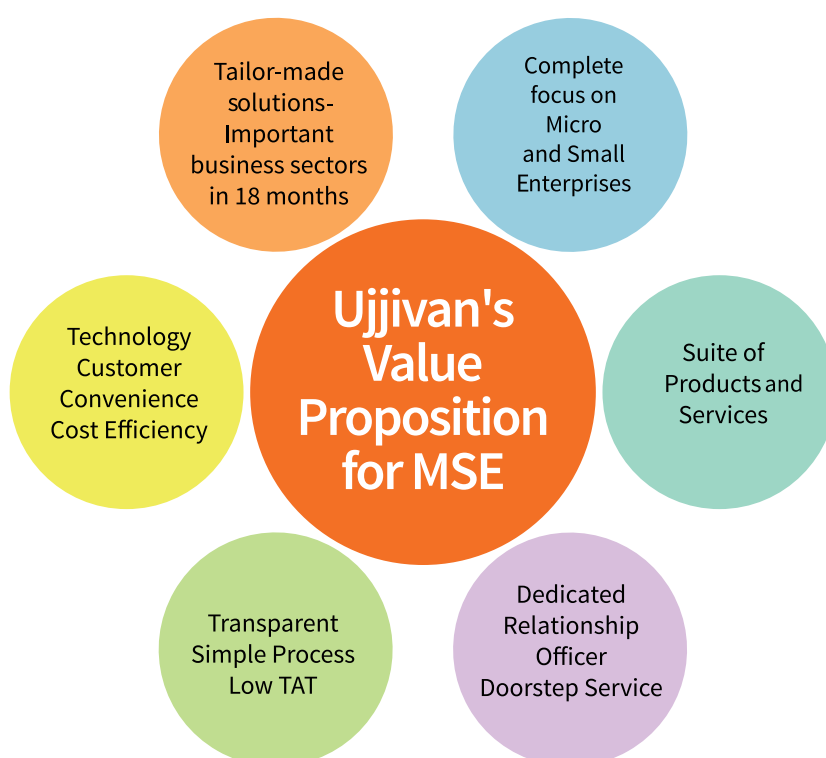 Tailor-made
solutions-
Important
business sectors
in 18 months
Complete
focus on
Micro
and Small
Enterprises
Ujjivan's
Value
Proposition
for MSE
Technology
Customer
Convenience
Cost Efficiency
Suite of
Products and
Services
Transparent
Simple Process
Low TAT
Dedicated
Relationship
Officer
Doorstep Service